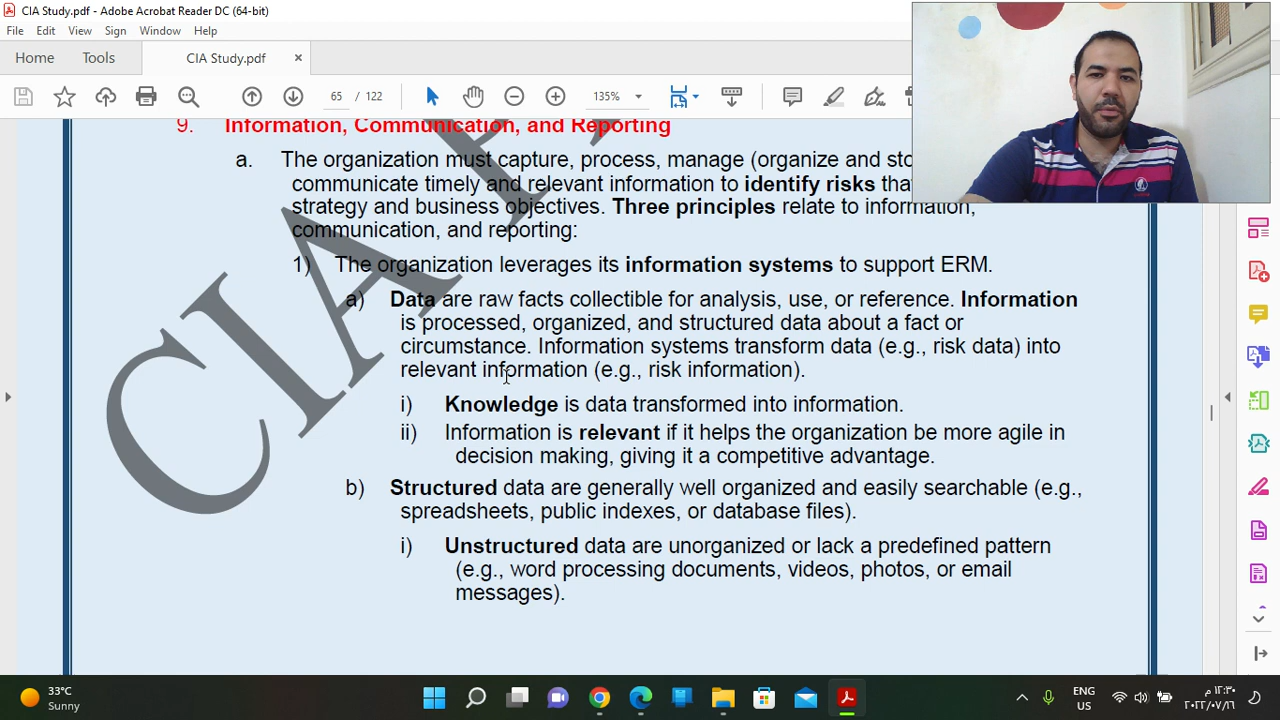 CIA Study.pdf - Adobe Acrobat Reader DC (64-bit)
File Edit View Sign Window Help
Home Tools CIA Study.pdf ×
65 / 122 135%
9. Information, Communication, and Reporting
a. The organization must capture, process, manage (organize and
communicate timely and relevant information to identify risks
strategy and business objectives. Three principles relate to information,
communication, and reporting:
1) The organization leverages its information systems to support ERM.
a) Data are raw facts collectible for analysis, use, or reference. Information
is processed, organized, and structured data about a fact or
circumstance. Information systems transform data (e.g., risk data) into
relevant information (e.g., risk information).
i) Knowledge is data transformed into information.
ii) Information is relevant if it helps the organization be more agile in
decision making, giving it a competitive advantage.
b) Structured data are generally well organized and easily searchable (e.g.,
spreadsheets, public indexes, or database files).
i) Unstructured data are unorganized or lack a predefined pattern
(e.g., word processing documents, videos, photos, or email
messages).
CIA
33°C
Sunny
ENG
US
١٢:٣٠ م
٢٠٢٢/٠٧/١٦